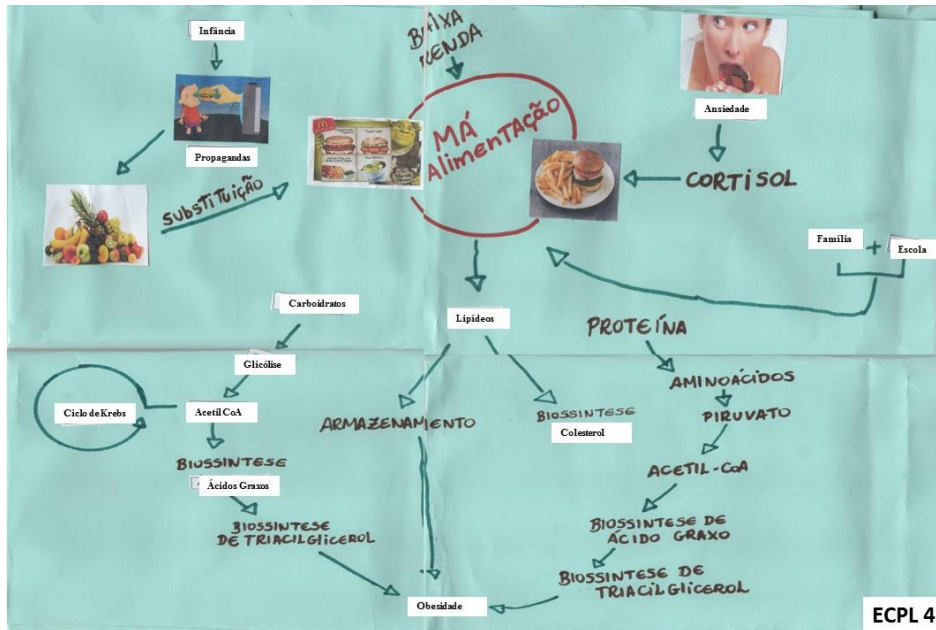 Infância
BAIXA
RENDA
Propagandas
SUBSTITUIÇÃO
MÁ
Alimentação
Ansiedade
CORTISOL
Família
+
Escola
Carboidratos
Lipídeos
PROTEÍNA
Glicólise
AMINOÁCIDOS
Ciclo de Krebs
Acetil CoA
ARMAZENAMENTO
BIOSSINTESE
Colesterol
PIRUVATO
BIOSSINTESE
Ácidos Graxos
ACETIL-CoA
BIOSSINTESE
DE TRIACILGLICEROL
BIOSSINTESE DE
ÁCIDO GRAXO
BIOSSINTESE DE
TRIACILGLICEROL
Obesidade
ECPL 4